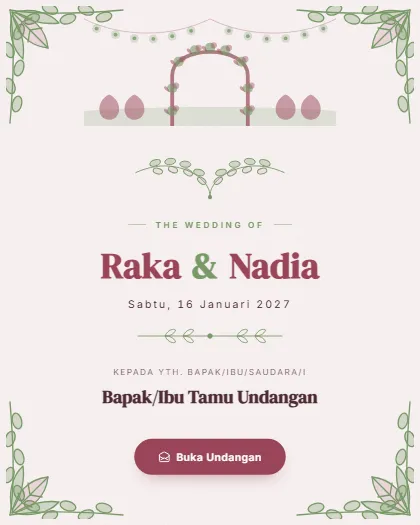 THE WEDDING OF
Raka & Nadia
Sabtu, 16 Januari 2027
KEPADA YTH. BAPAK/IBU/SAUDARA/I
Bapak/Ibu Tamu Undangan
Buka Undangan